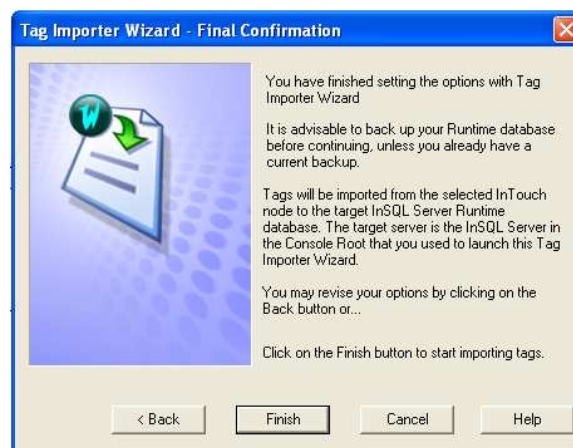 Tag Importer Wizard - Final Confirmation
You have finished setting the options with Tag
Importer Wizard
It is advisable to back up your Runtime database
before continuing, unless you already have a
current backup.
Tags will be imported from the selected InTouch
node to the target InSQL Server Runtime
database. The target server is the InSQL Server in
the Console Root that you used to launch this Tag
Importer Wizard.
You may revise your options by clicking on the
Back button or...
Click on the Finish button to start importing tags.
< Back Finish Cancel Help